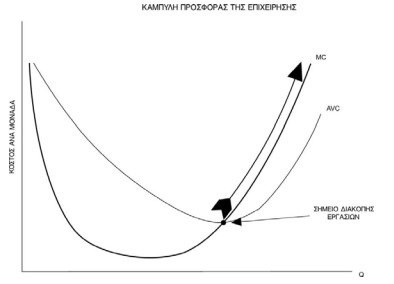 ΚΑΜΠΥΛΗ ΠΡΟΣΦΟΡΑΣ ΤΗΣ ΕΠΙΧΕΙΡΗΣΗΣ
MC
AVC
ΚΟΣΤΟΣ ΑΝΑ ΜΟΝΑΔΑ
ΣΗΜΕΙΟ ΔΙΑΚΟΠΗΣ
ΕΡΓΑΣΙΩΝ
Q